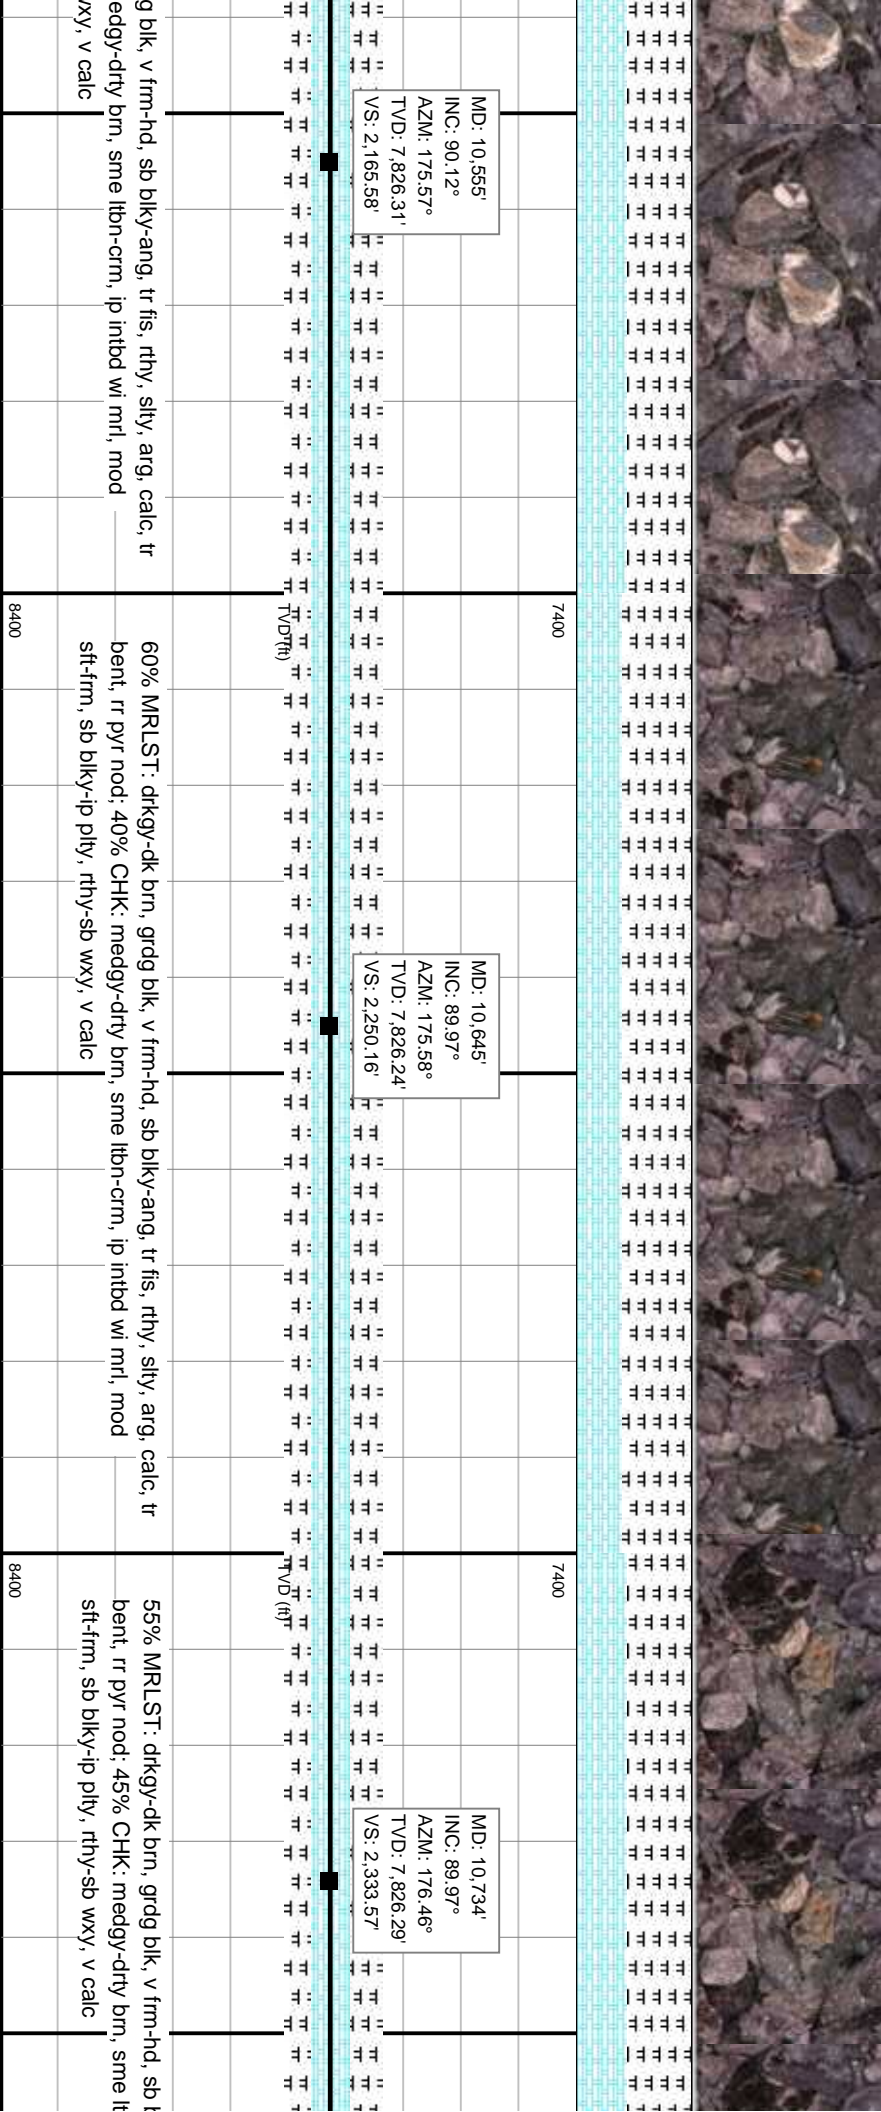 g blk, v frm-hd, sb blky-ang, tr fis, rthy, slty, arg, calc, tr
edgy-drty brn, sme ltbn-crm, ip intbd wi mrl, mod
wxy, v calc
MD: 10,555'
INC: 90.12°
AZM: 175.57°
TVD: 7,826.31'
VS: 2,165.58'
7400
TVD (ft)
8400
60% MRLST: drkgy-dk brn, grdg blk, v frm-hd, sb blky-ang, tr fis, rthy, slty, arg, calc, tr
bent, rr pyr nod; 40% CHK: medgy-drty brn, sme ltbn-crm, ip intbd wi mrl, mod
sft-frm, sb blky-ip plty, rthy-sb wxy, v calc
MD: 10,645'
INC: 89.97°
AZM: 175.58°
TVD: 7,826.24'
VS: 2,250.16'
7400
TVD (ft)
8400
55% MRLST: drkgy-dk brn, grdg blk, v frm-hd, sb b
bent, rr pyr nod; 45% CHK: medgy-drty brn, sme lt
sft-frm, sb blky-ip plty, rthy-sb wxy, v calc
MD: 10,734'
INC: 89.97°
AZM: 176.46°
TVD: 7,826.29'
VS: 2,333.57'